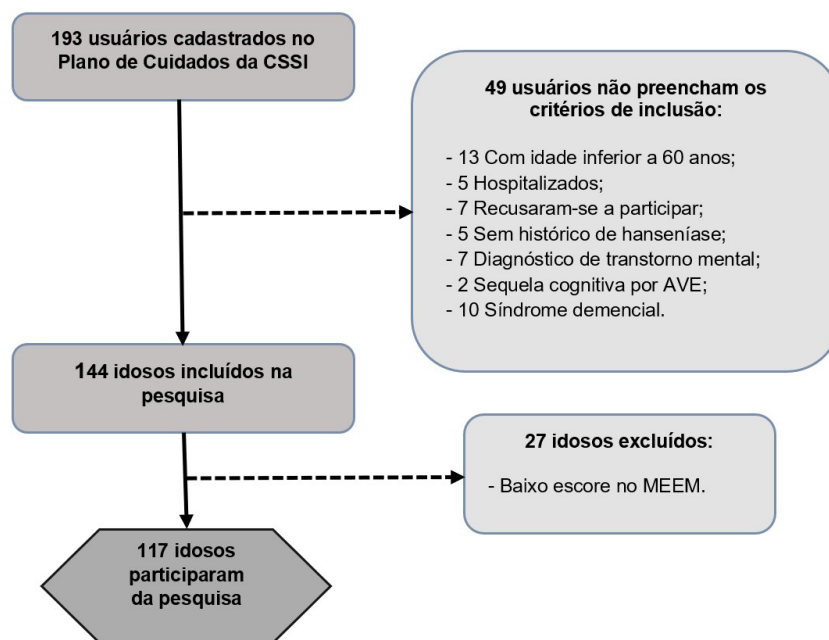 193 usuários cadastrados no
Plano de Cuidados da CSSI
49 usuários não preencham os
critérios de inclusão:
- 13 Com idade inferior a 60 anos;
- 5 Hospitalizados;
- 7 Recusaram-se a participar;
- 5 Sem histórico de hanseníase;
- 7 Diagnóstico de transtorno mental;
- 2 Sequela cognitiva por AVE;
- 10 Síndrome demencial.
144 idosos incluídos na
pesquisa
27 idosos excluídos:
- Baixo escore no MEEM.
117 idosos
participaram
da pesquisa